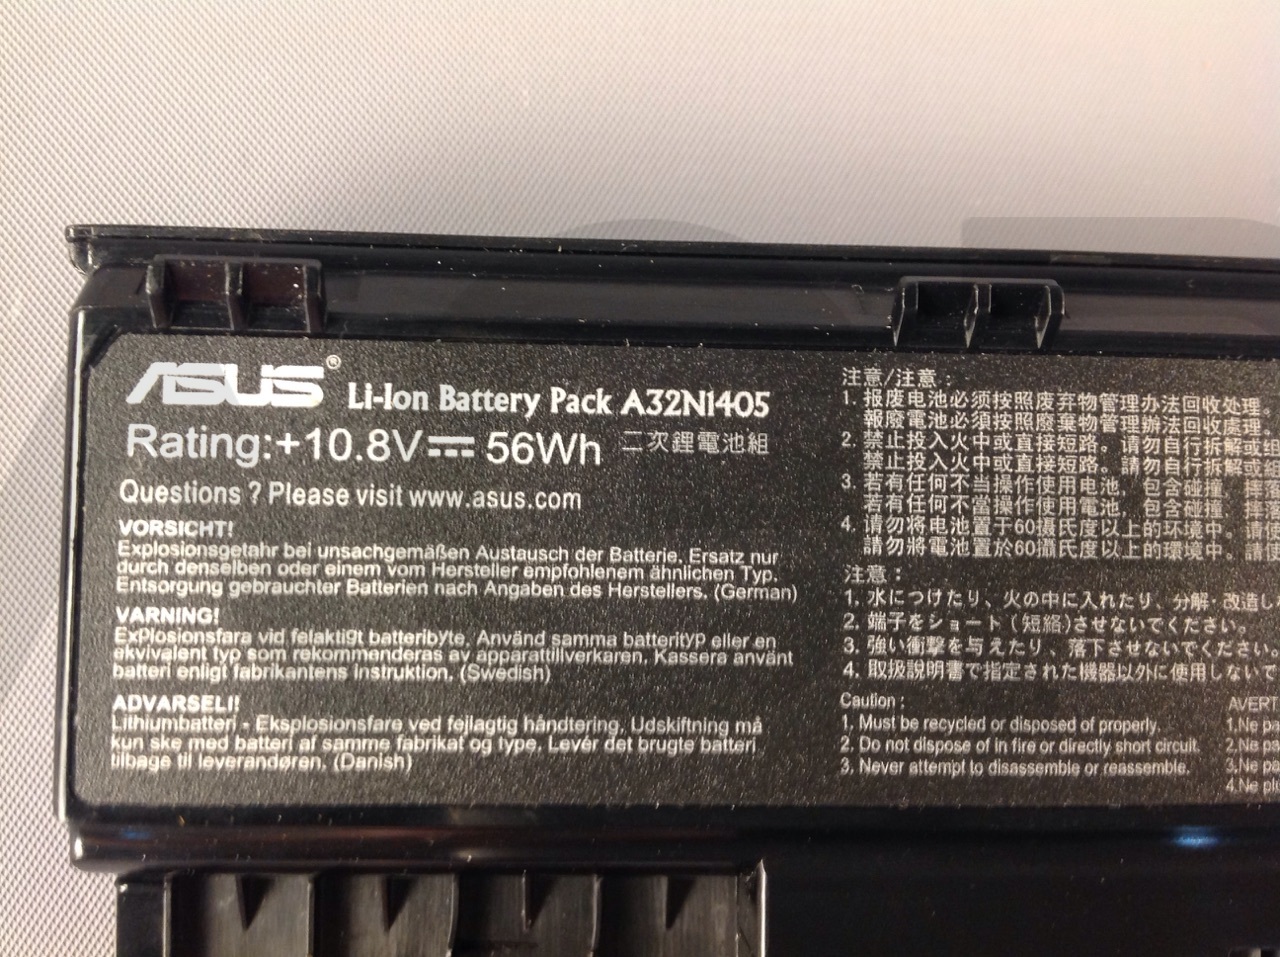 ASUS® Li-Ion Battery Pack A32N1405
Rating:+10.8V⎓ 56Wh 二次鋰電池組
Questions ? Please visit www.asus.com
VORSICHT!
Explosionsgetahr bei unsachgemäßen Austausch der Batterie. Ersatz nur
durch denselben oder einem vom Hersteller empfohlenem ähnlichen Typ.
Entsorgung gebrauchter Batterien nach Angaben des Herstellers. (German)
VARNING!
ExPlosionsfara vid felakti9t batteribyte, Använd samma batterityp eller en
ekvivalent typ som rekommenderas av apparattillverkaren, Kassera använt
batteri enligt fabrikantens instruktion. (Swedish)
ADVARSELI!
Lithiumbatteri - Eksplosionsfare ved fejlagtig håndtering, Udskiftning må
kun ske med batteri af samme fabrikat og type, Levér det brugte batteri
tilbage til leverandøren. (Danish)
注意/注意：
1. 报废电池必须按照废弃物管理办法回收处理。
報廢電池必須按照廢棄物管理辦法回收處理。
2. 禁止投入火中或直接短路。请勿自行拆解或组
禁止投入火中或直接短路。請勿自行拆解或組
3. 若有任何不当操作使用电池，包含碰撞，摔落
若有任何不當操作使用電池，包含碰撞，摔落
4. 请勿将电池置于60攝氏度以上的环境中。请使
請勿將電池置於60攝氏度以上的環境中。請使
注意：
1. 水につけたり、火の中に入れたり、分解·改造し
2. 端子をショート（短絡)させないでください。
3. 強い衝撃を与えたり、落下させないでください。
4. 取扱説明書で指定された機器以外に使用しないで
Caution :
1. Must be recycled or disposed of properly.
2. Do not dispose of in fire or directly short circuit.
3. Never attempt to disassemble or reassemble.
AVERT
1.Ne pa
2.Ne pa
3.Ne pa
4.Ne plu